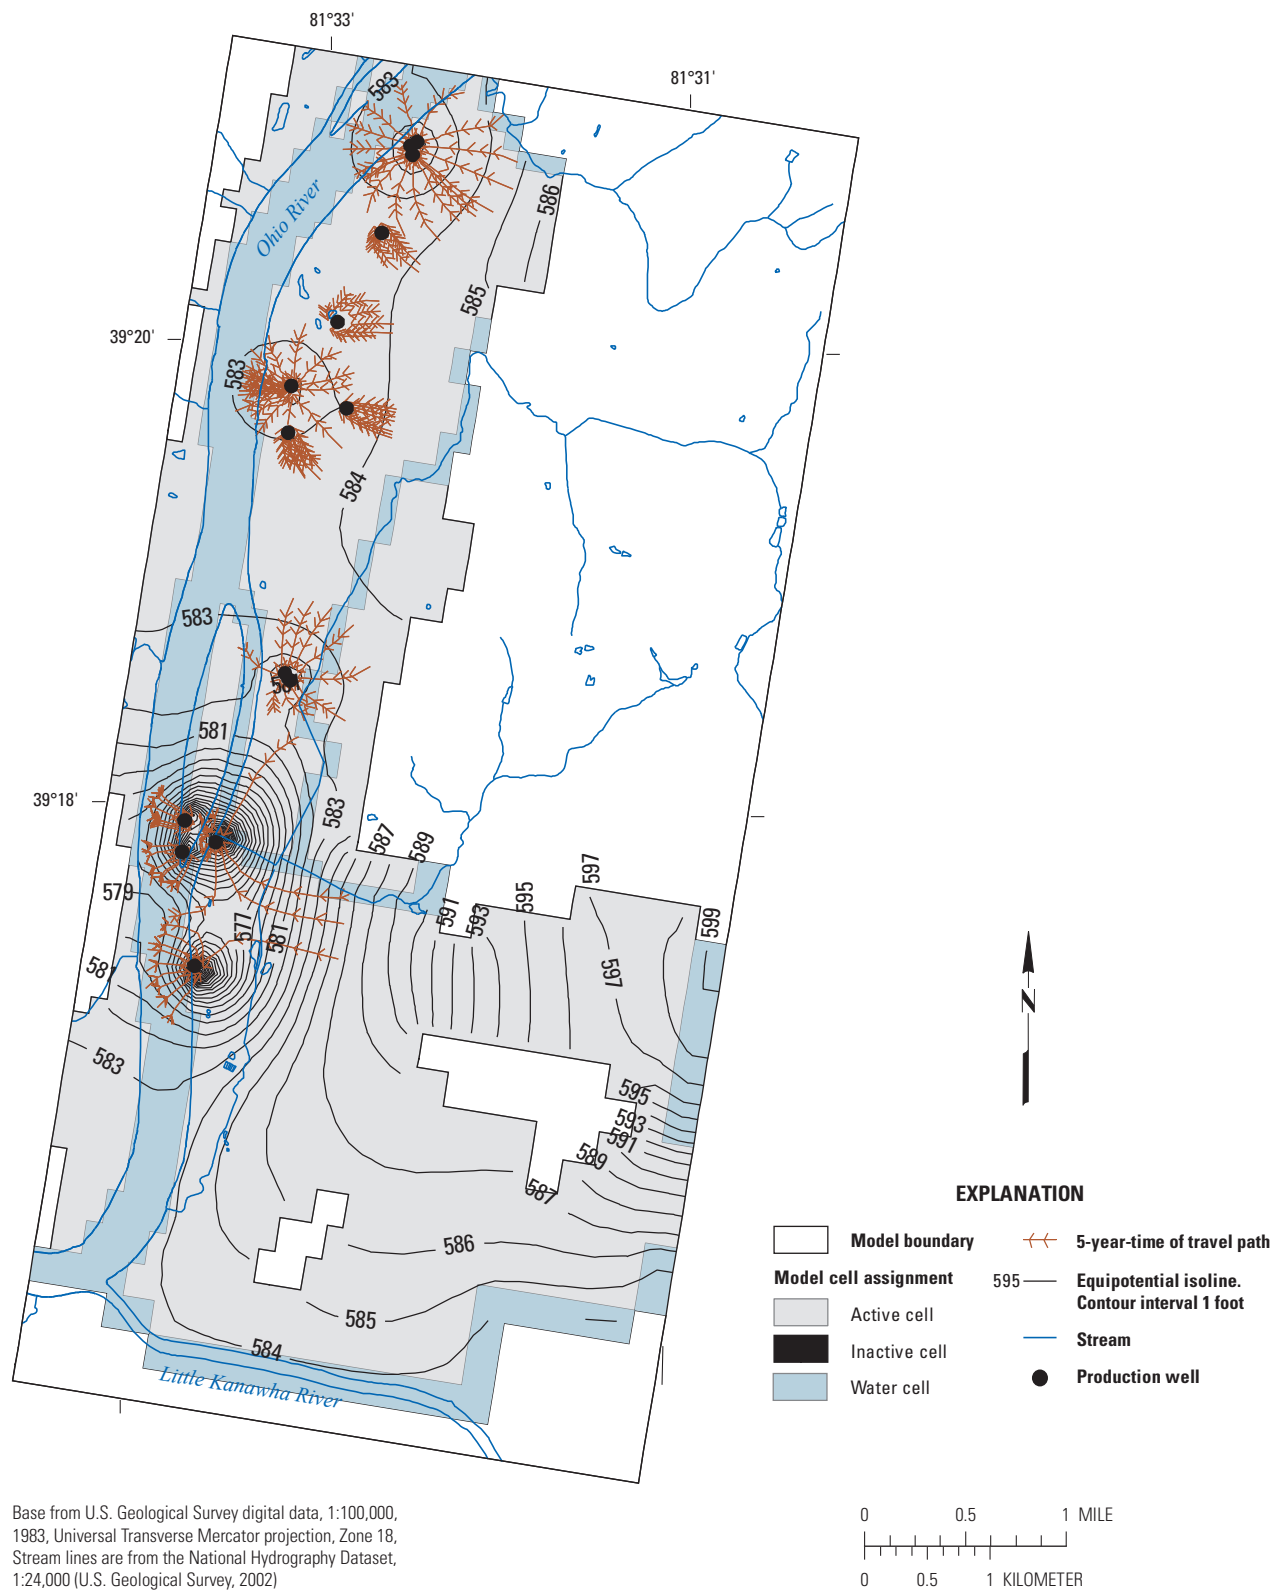 81°33'
81°31'
583
586
Ohio River
585
39°20'
583
584
583
581
39°18'
583
587
589
597
595
579
591
593
599
577
581
597
581
583
595
593
591
589
587
586
585
584
Little Kanawha River
N
EXPLANATION
Model boundary
Model cell assignment
Active cell
Inactive cell
Water cell
5-year-time of travel path
595
Equipotential isoline.
Contour interval 1 foot
Stream
Production well
Base from U.S. Geological Survey digital data, 1:100,000,
1983, Universal Transverse Mercator projection, Zone 18,
Stream lines are from the National Hydrography Dataset,
1:24,000 (U.S. Geological Survey, 2002)
0 0.5 1 MILE
0 0.5 1 KILOMETER